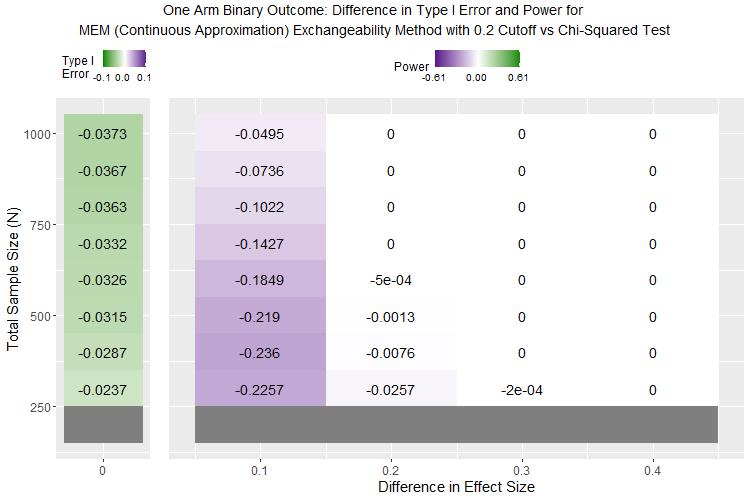 One Arm Binary Outcome: Difference in Type I Error and Power for
MEM (Continuous Approximation) Exchangeability Method with 0.2 Cutoff vs Chi-Squared Test
Type I
Error
-0.1 0.0 0.1
Power
-0.61 0.00 0.61
Total Sample Size (N)
1000 -0.0373 -0.0495 0 0 0
-0.0367 -0.0736 0 0 0
-0.0363 -0.1022 0 0 0
750
-0.0332 -0.1427 0 0 0
-0.0326 -0.1849 -5e-04 0 0
500 -0.0315 -0.219 -0.0013 0 0
-0.0287 -0.236 -0.0076 0 0
-0.0237 -0.2257 -0.0257 -2e-04 0
250
0 0.1 0.2 0.3 0.4
Difference in Effect Size